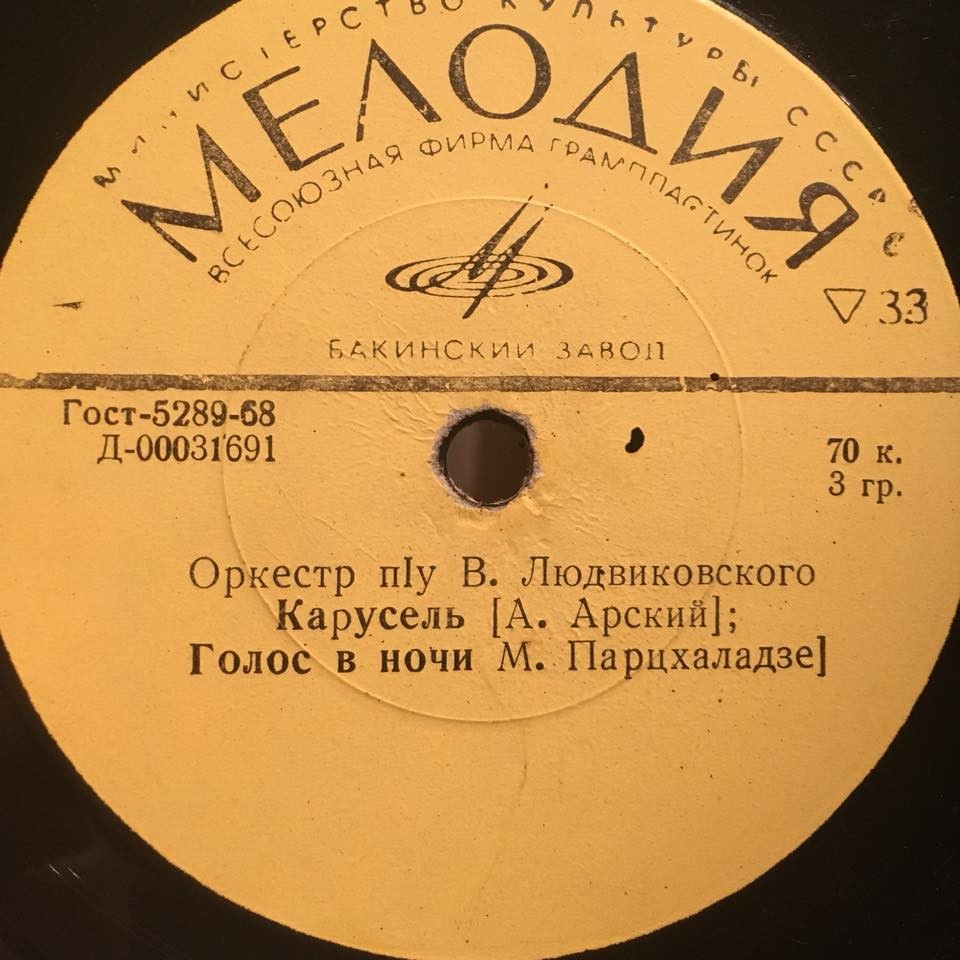 МИНИСТЕРСТВО КУЛЬТУРЫ СССР
МЕЛОДИЯ
ВСЕСОЮЗНАЯ ФИРМА ГРАМПЛАСТИНОК
▽ 33
БАКИНСКИЙ ЗАВОД
Гост-5289-68
Д-00031691
70 к.
3 гр.
Оркестр п/у В. Людвиковского
Карусель [А. Арский];
Голос в ночи М. Парцхаладзе]